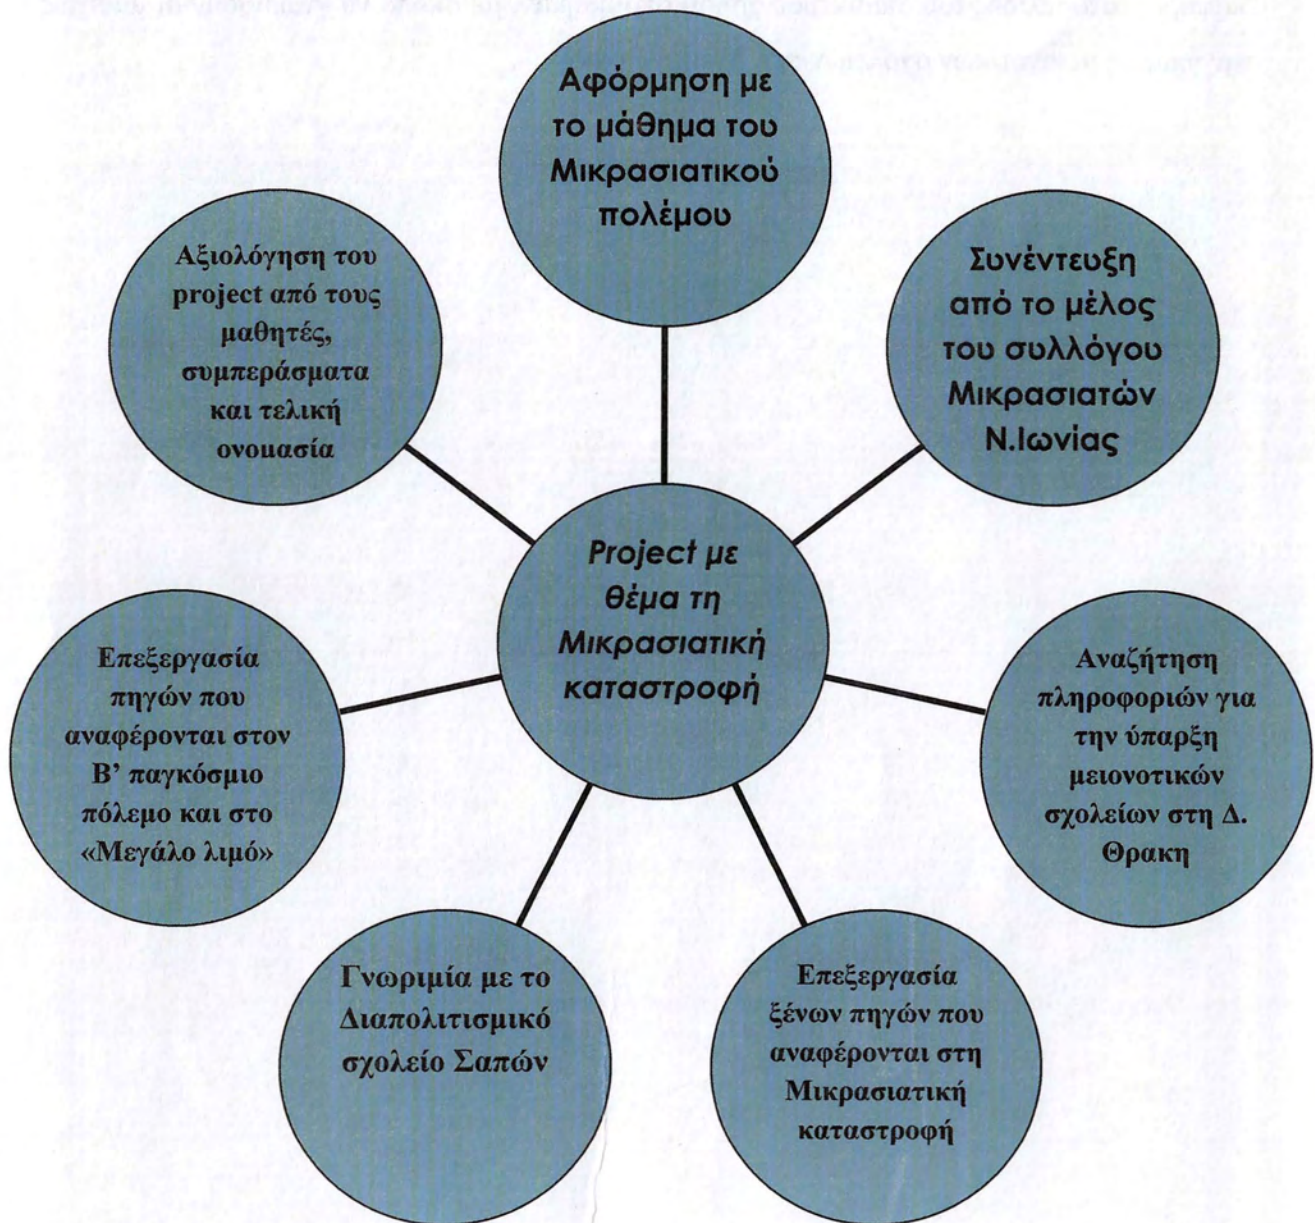 Αφόρμηση με
το μάθημα του
Μικρασιατικού
πολέμου
Συνέντευξη
από το μέλος
του συλλόγου
Μικρασιατών
Ν.Ιωνίας
Αξιολόγηση του
project από τους
μαθητές,
συμπεράσματα
και τελική
ονομασία
Project με
θέμα τη
Μικρασιατική
καταστροφή
Αναζήτηση
πληροφοριών για
την ύπαρξη
μειονοτικών
σχολείων στη Δ.
Θρακη
Επεξεργασία
πηγών που
αναφέρονται στον
Β' παγκόσμιο
πόλεμο και στο
«Μεγάλο λιμό»
Γνωριμία με το
Διαπολιτισμικό
σχολείο Σαπών
Επεξεργασία
ξένων πηγών που
αναφέρονται στη
Μικρασιατική
καταστροφή